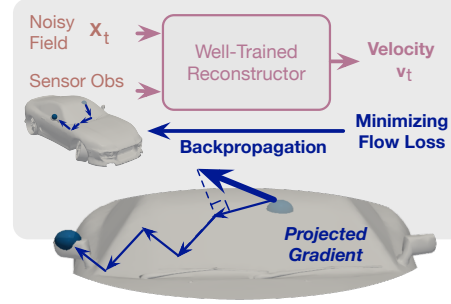 Noisy
Field
x_t
Sensor Obs
Well-Trained
Reconstructor
Velocity
v_t
Minimizing
Flow Loss
Backpropagation
Projected
Gradient